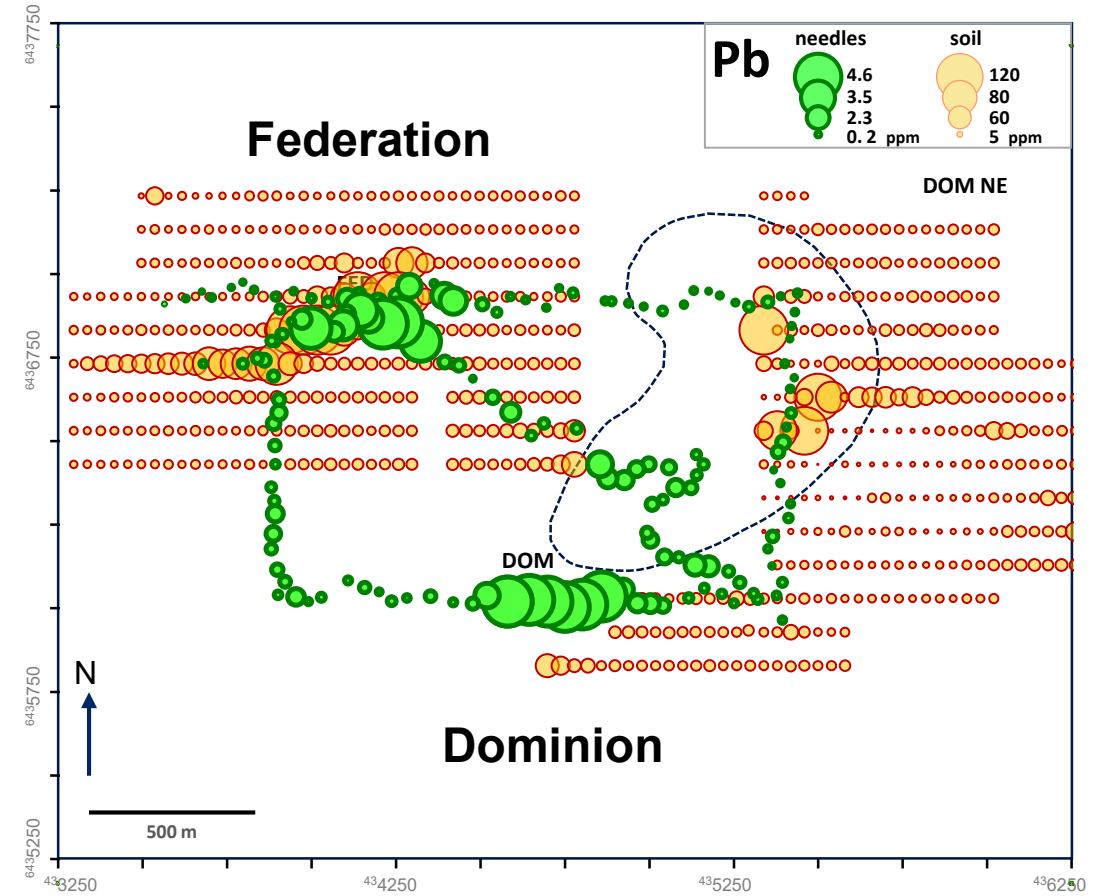 6437750
Pb
needles
soil
4.6
120
3.5
80
2.3
60
0.2 ppm
5 ppm
Federation
DOM NE
FED
6436750
DOM
N
6435750
Dominion
500 m
6435250
433250
434250
435250
436250